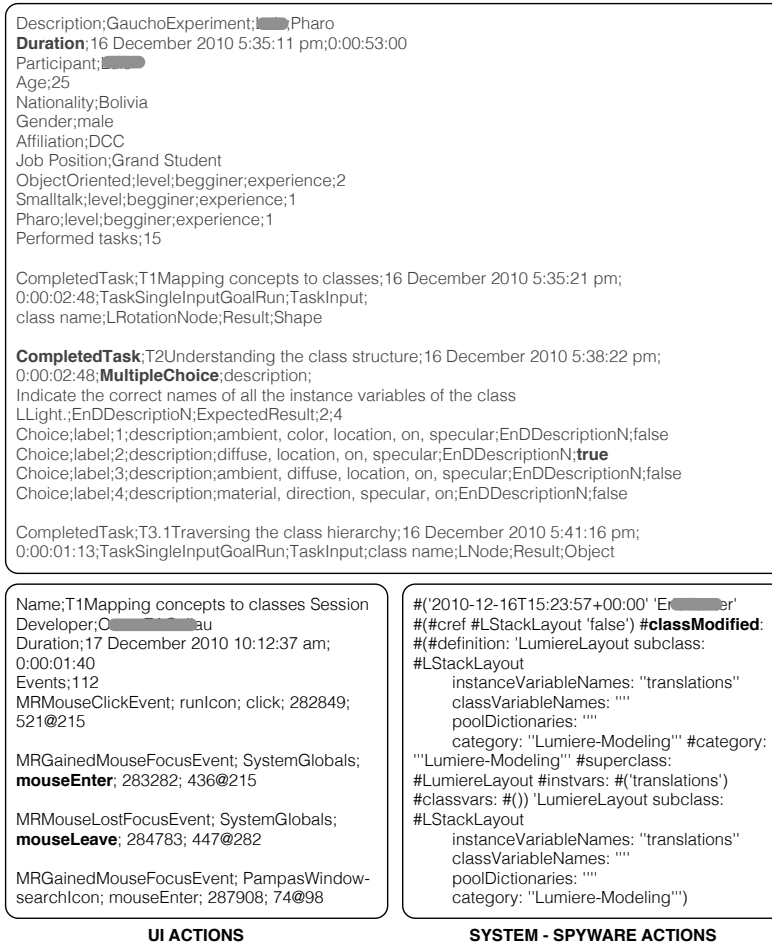 Description;GauchoExperiment; ;Pharo
Duration;16 December 2010 5:35:11 pm;0:00:53:00
Participant;
Age;25
Nationality;Bolivia
Gender;male
Affiliation;DCC
Job Position;Grand Student
ObjectOriented;level;begginer;experience;2
Smalltalk;level;begginer;experience;1
Pharo;level;begginer;experience;1
Performed tasks;15
CompletedTask;T1Mapping concepts to classes;16 December 2010 5:35:21 pm;
0:00:02:48;TaskSingleInputGoalRun;TaskInput;
class name;LRotationNode;Result;Shape
CompletedTask;T2Understanding the class structure;16 December 2010 5:38:22 pm;
0:00:02:48;MultipleChoice;description;
Indicate the correct names of all the instance variables of the class
LLight.;EnDDescriptioN;ExpectedResult;2;4
Choice;label;1;description;ambient, color, location, on, specular;EnDDescriptionN;false
Choice;label;2;description;diffuse, location, on, specular;EnDDescriptionN;true
Choice;label;3;description;ambient, diffuse, location, on, specular;EnDDescriptionN;false
Choice;label;4;description;material, direction, specular, on;EnDDescriptionN;false
CompletedTask;T3.1Traversing the class hierarchy;16 December 2010 5:41:16 pm;
0:00:01:13;TaskSingleInputGoalRun;TaskInput;class name;LNode;Result;Object
Name;T1Mapping concepts to classes Session
Developer;
Duration;17 December 2010 10:12:37 am;
0:00:01:40
Events;112
MRMouseClickEvent; runIcon; click; 282849;
521@215
MRGainedMouseFocusEvent; SystemGlobals;
mouseEnter; 283282; 436@215
MRMouseLostFocusEvent; SystemGlobals;
mouseLeave; 284783; 447@282
MRGainedMouseFocusEvent; PampasWindow-
searchIcon; mouseEnter; 287908; 74@98
UI ACTIONS
#('2010-12-16T15:23:57+00:00'
#(#cref #LStackLayout 'false') #classModified:
#(#definition: 'LumiereLayout subclass:
#LStackLayout
instanceVariableNames: ''translations''
classVariableNames: ''''
poolDictionaries: ''''
category: ''Lumiere-Modeling''' #category:
'''Lumiere-Modeling''' #superclass:
#LumiereLayout #instvars: #('translations')
#classvars: #()) 'LumiereLayout subclass:
#LStackLayout
instanceVariableNames: ''translations''
classVariableNames: ''''
poolDictionaries: ''''
category: ''Lumiere-Modeling''')
SYSTEM - SPYWARE ACTIONS